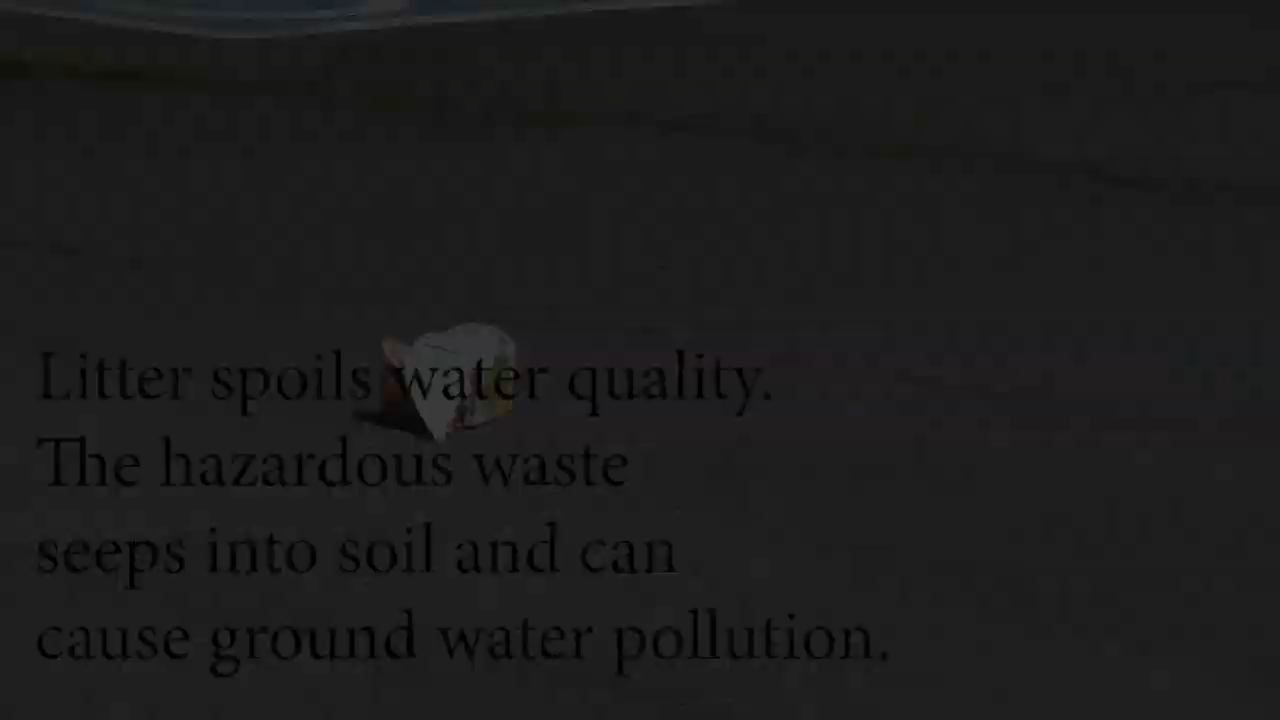 Litter spoils water quality.
The hazardous waste
seeps into soil and can
cause ground water pollution.